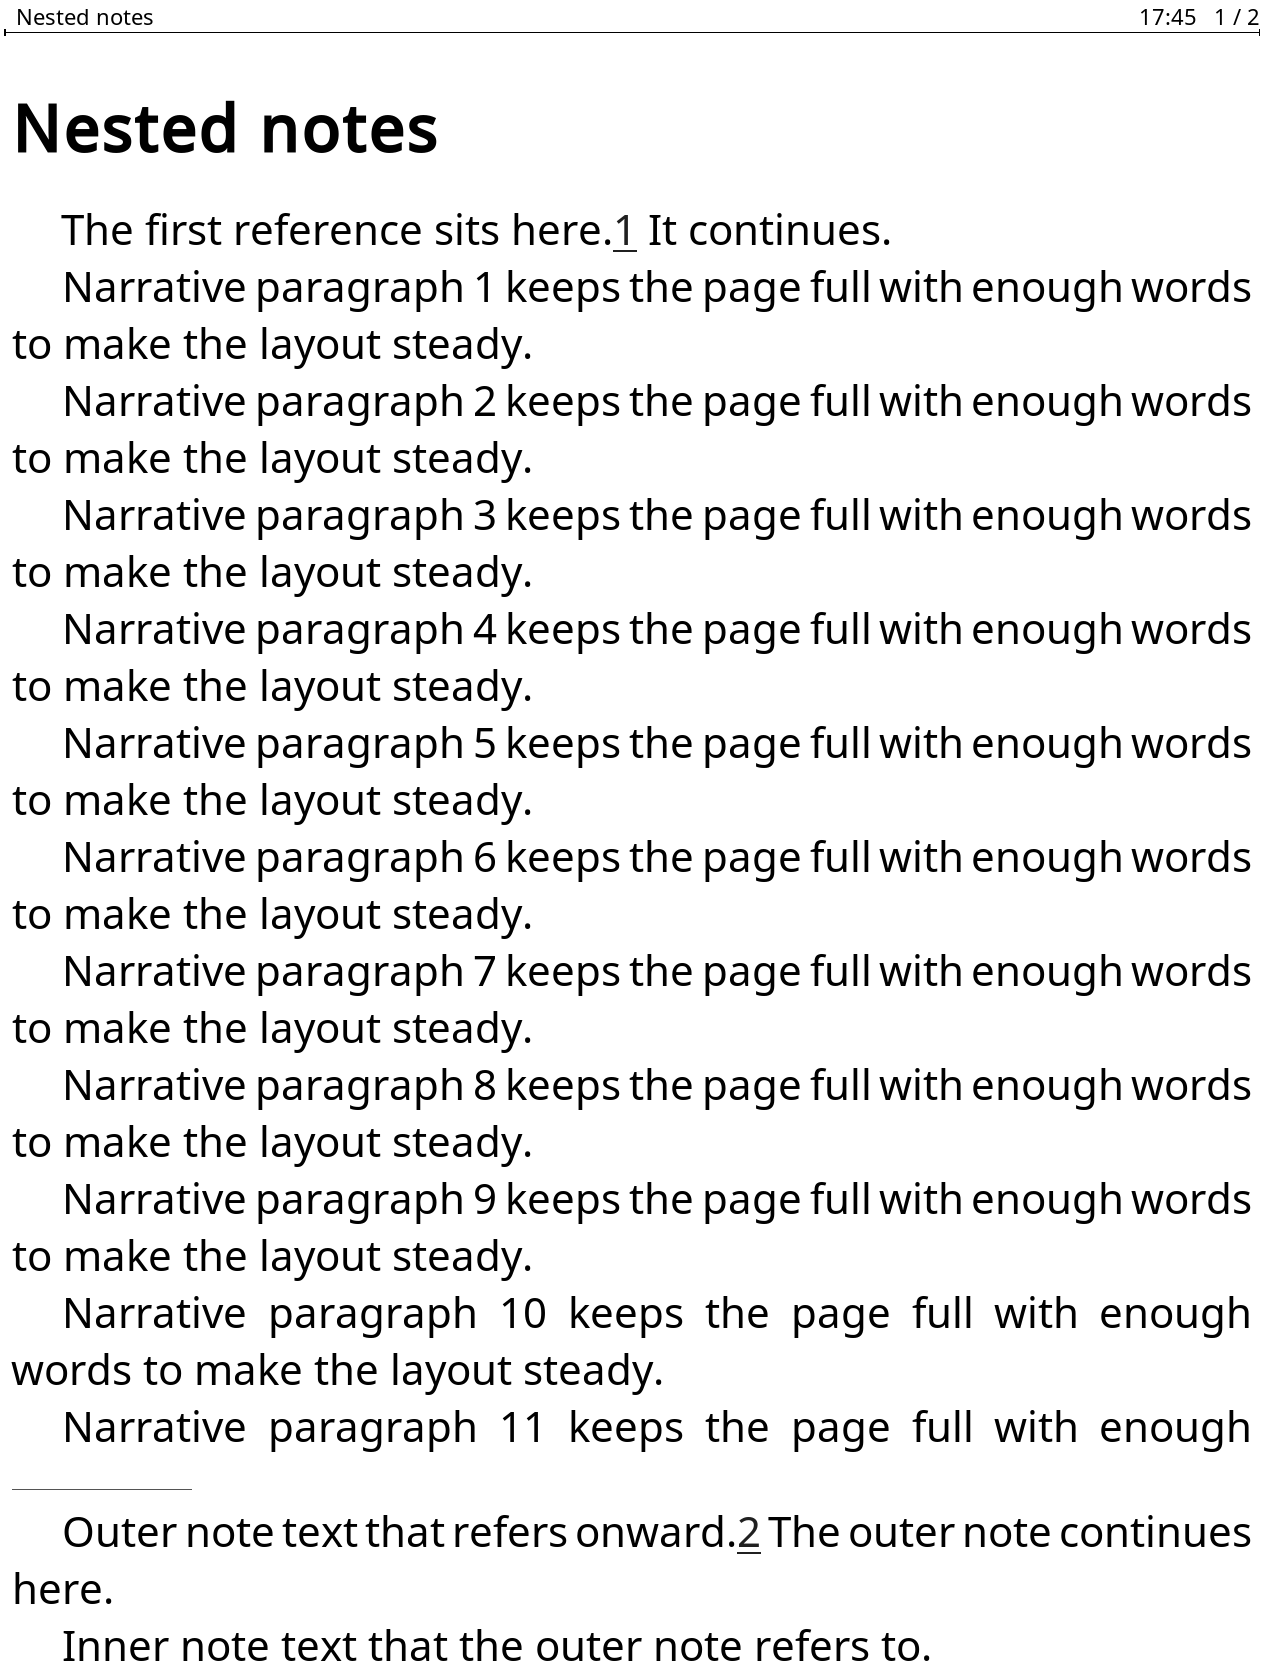 Nested notes
17:45 1 / 2
Nested notes
The first reference sits here.1 It continues.
Narrative paragraph 1 keeps the page full with enough words
to make the layout steady.
Narrative paragraph 2 keeps the page full with enough words
to make the layout steady.
Narrative paragraph 3 keeps the page full with enough words
to make the layout steady.
Narrative paragraph 4 keeps the page full with enough words
to make the layout steady.
Narrative paragraph 5 keeps the page full with enough words
to make the layout steady.
Narrative paragraph 6 keeps the page full with enough words
to make the layout steady.
Narrative paragraph 7 keeps the page full with enough words
to make the layout steady.
Narrative paragraph 8 keeps the page full with enough words
to make the layout steady.
Narrative paragraph 9 keeps the page full with enough words
to make the layout steady.
Narrative paragraph 10 keeps the page full with enough
words to make the layout steady.
Narrative paragraph 11 keeps the page full with enough
Outer note text that refers onward.2 The outer note continues
here.
Inner note text that the outer note refers to.